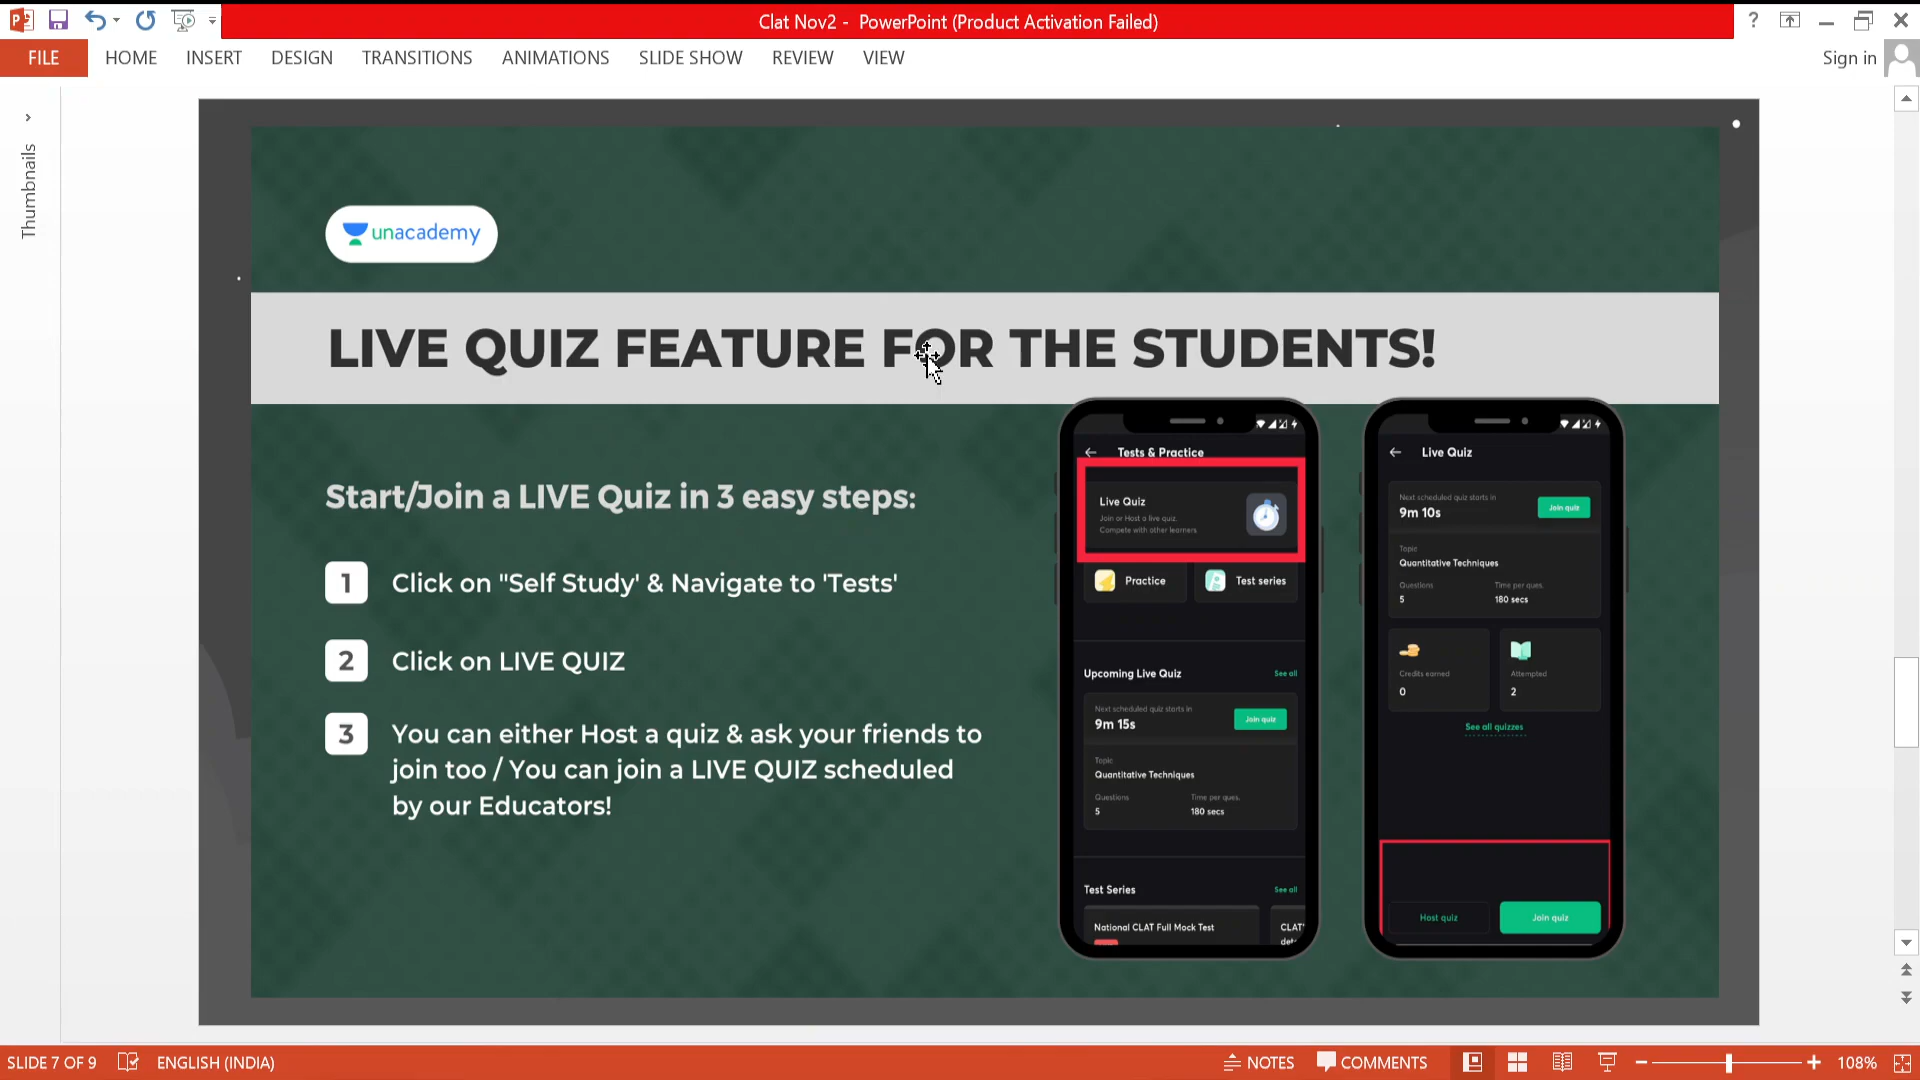 Clat Nov2 - PowerPoint (Product Activation Failed)
FILE
HOME
INSERT
DESIGN
TRANSITIONS
ANIMATIONS
SLIDE SHOW
REVIEW
VIEW
Sign in
Thumbnails
unacademy
LIVE QUIZ FEATURE FOR THE STUDENTS!
Start/Join a LIVE Quiz in 3 easy steps:
1 Click on "Self Study' & Navigate to 'Tests'
2 Click on LIVE QUIZ
3 You can either Host a quiz & ask your friends to
join too / You can join a LIVE QUIZ scheduled
by our Educators!
Tests & Practice
Live Quiz
Join or Host a live quiz.
Compete with other learners
Practice
Test series
Upcoming Live Quiz
See all
Next scheduled quiz starts in
9m 15s
Join quiz
Topic
Quantitative Techniques
Questions
Time per ques.
5
180 secs
Test Series
See all
National CLAT Full Mock Test
CLAT'
Live Quiz
Next scheduled quiz starts in
9m 10s
Join quiz
Topic
Quantitative Techniques
Questions
Time per ques.
5
180 secs
Credits earned
0
Attempted
2
See all quizzes
Host quiz
Join quiz
SLIDE 7 OF 9
ENGLISH (INDIA)
NOTES
COMMENTS
108%